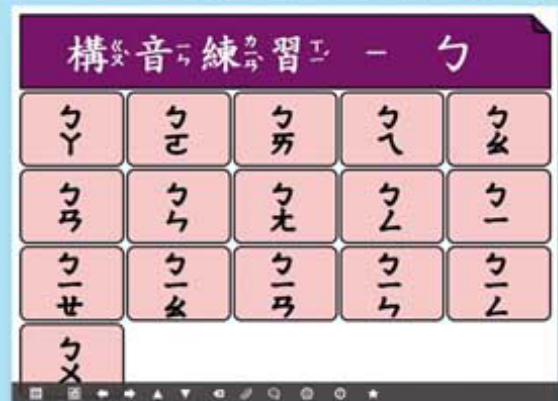 構ㄍㄡˋ音ㄧㄣ練ㄌㄧㄢˋ習ㄒㄧˊ - ㄅ
ㄅㄚ ㄅㄛ ㄅㄞ ㄅㄟ ㄅㄠ
ㄅㄢ ㄅㄣ ㄅㄤ ㄅㄥ ㄅㄧ
ㄅㄧㄝ ㄅㄧㄠ ㄅㄧㄢ ㄅㄧㄣ ㄅㄧㄥ
ㄅㄨ